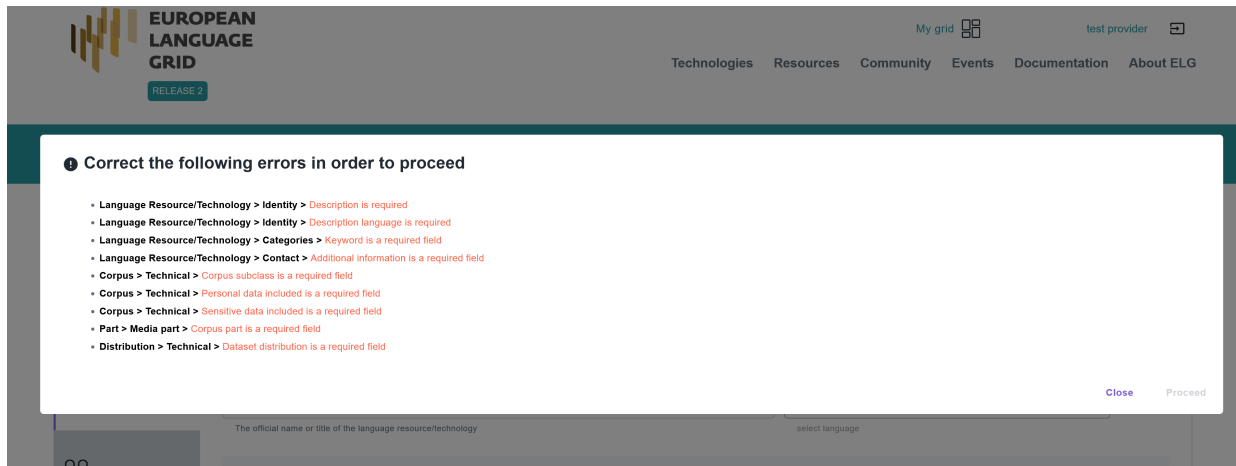 EUROPEAN
LANGUAGE
GRID
RELEASE 2
My grid
test provider
Technologies Resources Community Events Documentation About ELG
Correct the following errors in order to proceed
Language Resource/Technology > Identity > Description is required
Language Resource/Technology > Identity > Description language is required
Language Resource/Technology > Categories > Keyword is a required field
Language Resource/Technology > Contact > Additional information is a required field
Corpus > Technical > Corpus subclass is a required field
Corpus > Technical > Personal data included is a required field
Corpus > Technical > Sensitive data included is a required field
Part > Media part > Corpus part is a required field
Distribution > Technical > Dataset distribution is a required field
Close Proceed
The official name or title of the language resource/technology
select language